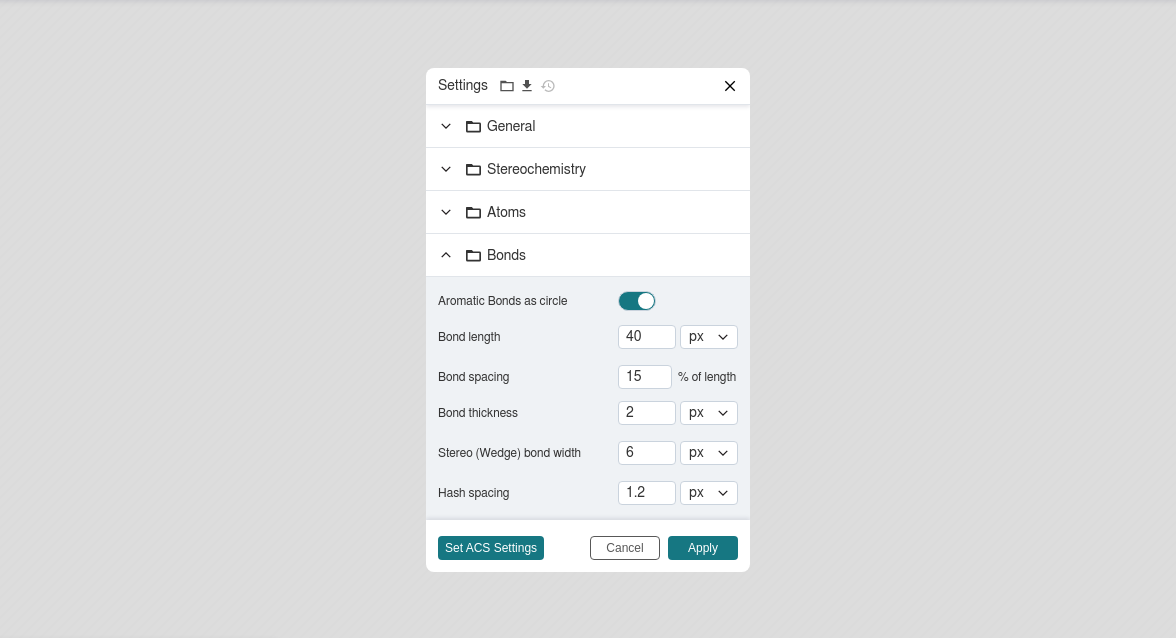 Settings
General
Stereochemistry
Atoms
Bonds
Aromatic Bonds as circle
Bond length 40 px
Bond spacing 15 % of length
Bond thickness 2 px
Stereo (Wedge) bond width 6 px
Hash spacing 1.2 px
Set ACS Settings Cancel Apply